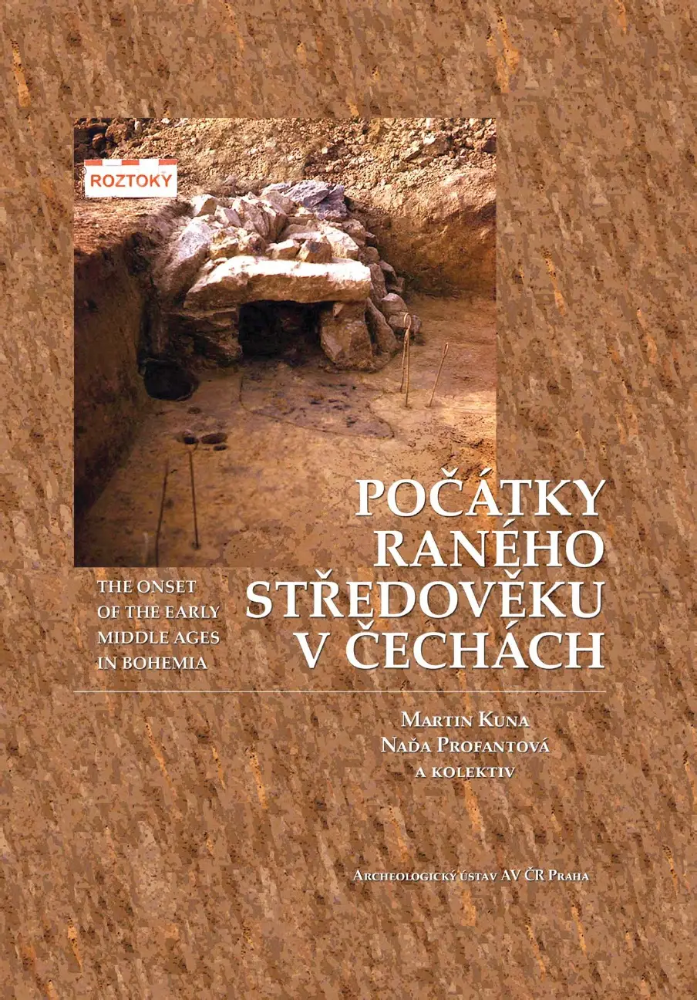 ROZTOKY
POČÁTKY
RANÉHO
STŘEDOVĚKU
V ČECHÁCH
THE ONSET
OF THE EARLY
MIDDLE AGES
IN BOHEMIA
MARTIN KUNA
NAĎA PROFANTOVÁ
A KOLEKTIV
ARCHEOLOGICKÝ ÚSTAV AV ČR PRAHA